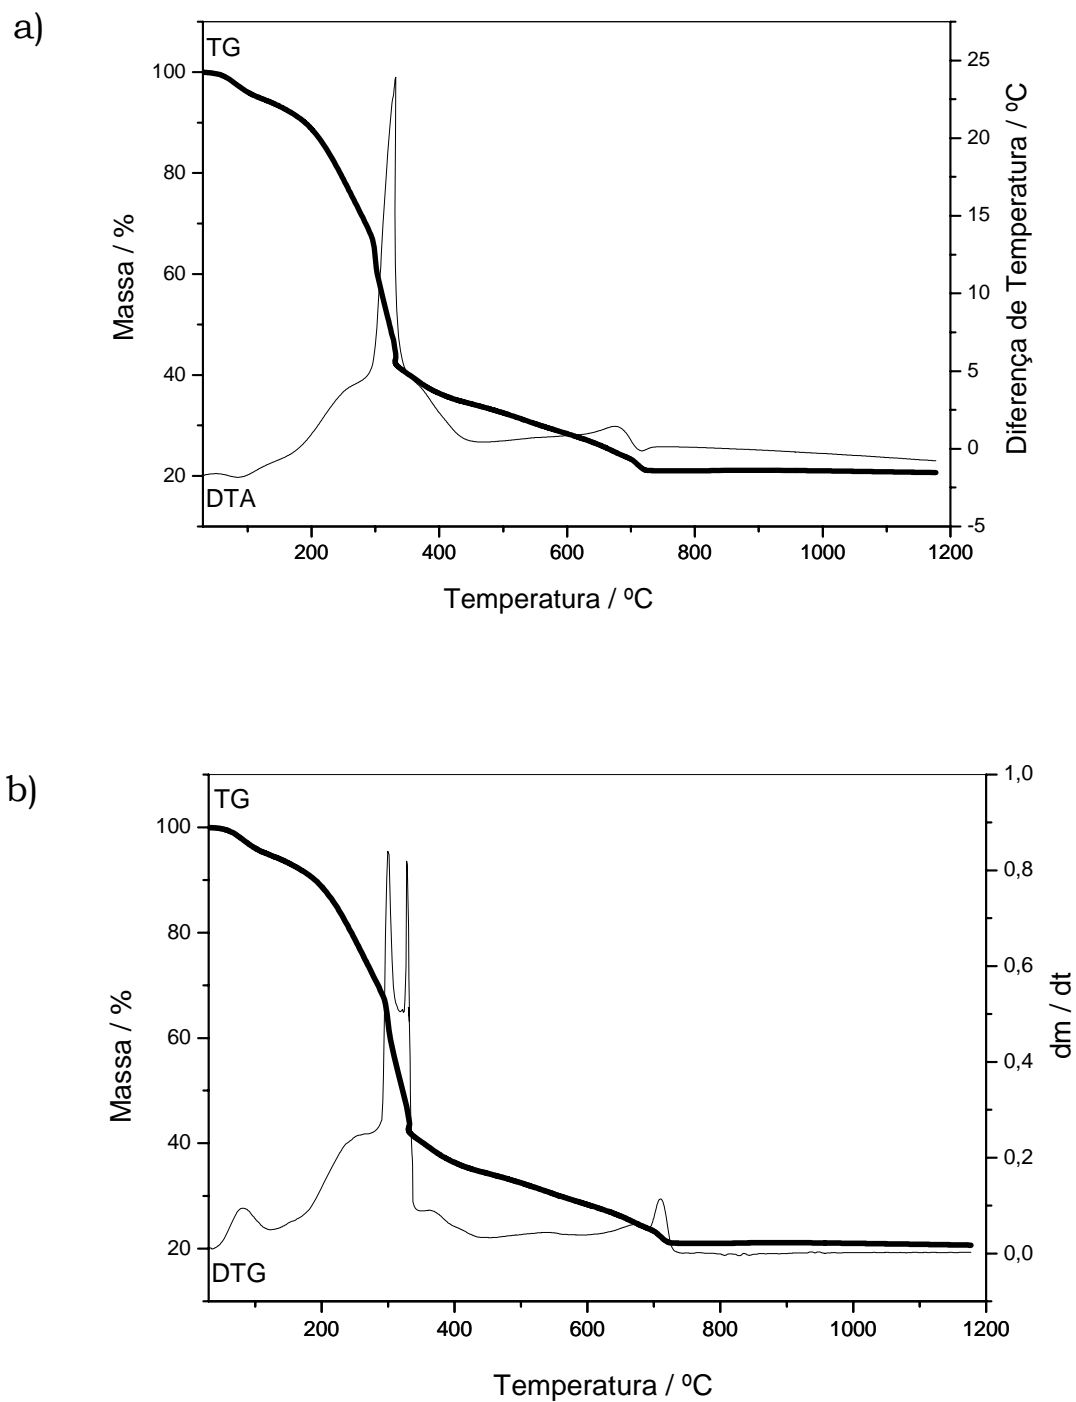 a)
TG
100
80
60
40
20
Massa / %
DTA
25
20
15
10
5
0
-5
Diferença de Temperatura / ºC
200 400 600 800 1000 1200
Temperatura / ºC
b)
TG
100
80
60
40
20
Massa / %
DTG
1,0
0,8
0,6
0,4
0,2
0,0
dm / dt
200 400 600 800 1000 1200
Temperatura / ºC